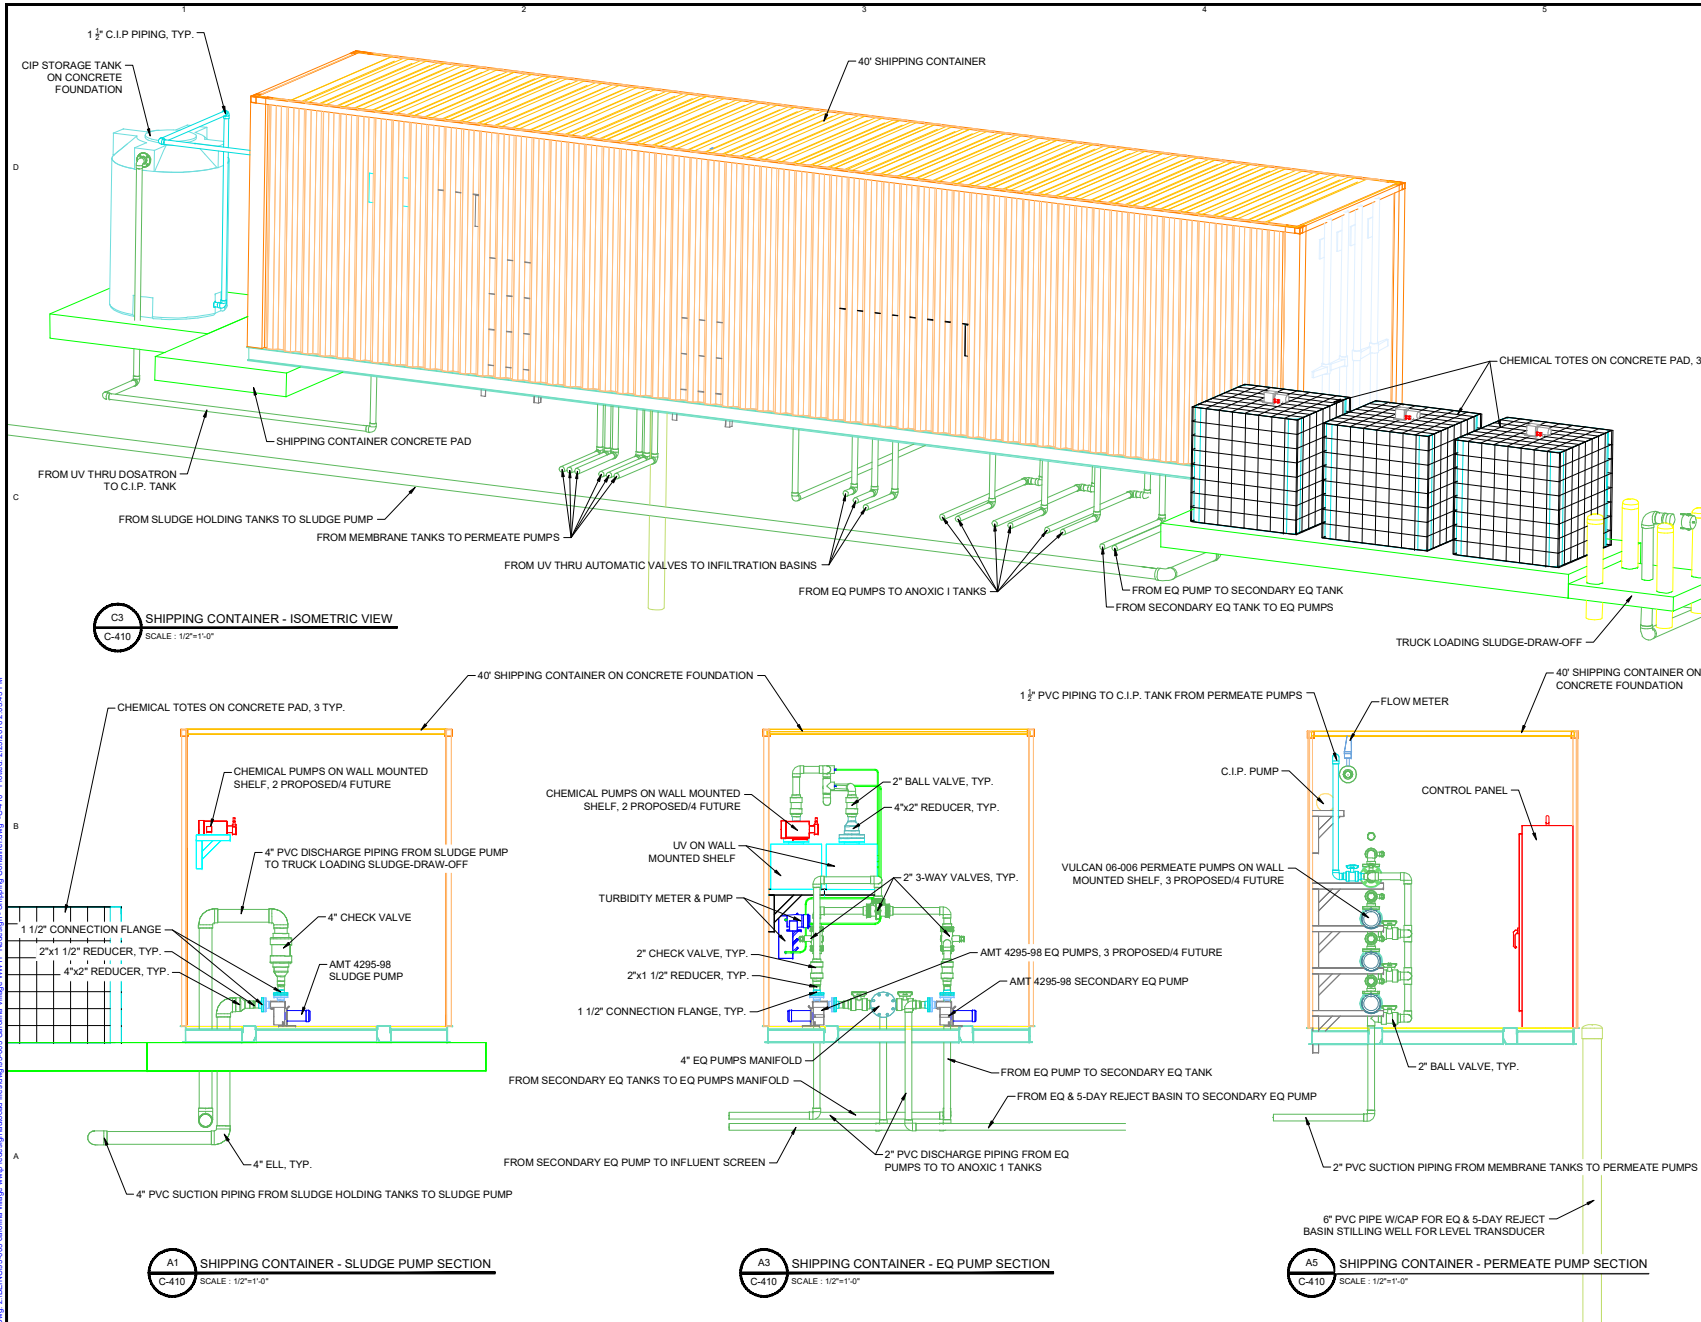 1
2
3
4
5
D
C
B
A
1 1/2" C.I.P PIPING, TYP.
CIP STORAGE TANK
ON CONCRETE
FOUNDATION
40' SHIPPING CONTAINER
CHEMICAL TOTES ON CONCRETE PAD, 3
SHIPPING CONTAINER CONCRETE PAD
FROM UV THRU DOSATRON
TO C.I.P. TANK
FROM SLUDGE HOLDING TANKS TO SLUDGE PUMP
FROM MEMBRANE TANKS TO PERMEATE PUMPS
FROM UV THRU AUTOMATIC VALVES TO INFILTRATION BASINS
FROM EQ PUMPS TO ANOXIC I TANKS
FROM EQ PUMP TO SECONDARY EQ TANK
FROM SECONDARY EQ TANK TO EQ PUMPS
TRUCK LOADING SLUDGE-DRAW-OFF
C3
C-410
SHIPPING CONTAINER - ISOMETRIC VIEW
SCALE : 1/2"=1'-0"
40' SHIPPING CONTAINER ON CONCRETE FOUNDATION
CHEMICAL TOTES ON CONCRETE PAD, 3 TYP.
CHEMICAL PUMPS ON WALL MOUNTED
SHELF, 2 PROPOSED/4 FUTURE
4" PVC DISCHARGE PIPING FROM SLUDGE PUMP
TO TRUCK LOADING SLUDGE-DRAW-OFF
4" CHECK VALVE
1 1/2" CONNECTION FLANGE
2"x1 1/2" REDUCER, TYP.
4"x2" REDUCER, TYP.
AMT 4295-98
SLUDGE PUMP
4" ELL, TYP.
4" PVC SUCTION PIPING FROM SLUDGE HOLDING TANKS TO SLUDGE PUMP
A1
C-410
SHIPPING CONTAINER - SLUDGE PUMP SECTION
SCALE : 1/2"=1'-0"
CHEMICAL PUMPS ON WALL MOUNTED
SHELF, 2 PROPOSED/4 FUTURE
2" BALL VALVE, TYP.
4"x2" REDUCER, TYP.
UV ON WALL
MOUNTED SHELF
2" 3-WAY VALVES, TYP.
TURBIDITY METER & PUMP
2" CHECK VALVE, TYP.
2"x1 1/2" REDUCER, TYP.
1 1/2" CONNECTION FLANGE, TYP.
AMT 4295-98 EQ PUMPS, 3 PROPOSED/4 FUTURE
AMT 4295-98 SECONDARY EQ PUMP
4" EQ PUMPS MANIFOLD
FROM SECONDARY EQ TANKS TO EQ PUMPS MANIFOLD
FROM EQ PUMP TO SECONDARY EQ TANK
FROM EQ & 5-DAY REJECT BASIN TO SECONDARY EQ PUMP
FROM SECONDARY EQ PUMP TO INFLUENT SCREEN
2" PVC DISCHARGE PIPING FROM EQ
PUMPS TO TO ANOXIC 1 TANKS
A3
C-410
SHIPPING CONTAINER - EQ PUMP SECTION
SCALE : 1/2"=1'-0"
1 1/2" PVC PIPING TO C.I.P. TANK FROM PERMEATE PUMPS
FLOW METER
40' SHIPPING CONTAINER ON
CONCRETE FOUNDATION
C.I.P. PUMP
CONTROL PANEL
VULCAN 06-006 PERMEATE PUMPS ON WALL
MOUNTED SHELF, 3 PROPOSED/4 FUTURE
2" BALL VALVE, TYP.
2" PVC SUCTION PIPING FROM MEMBRANE TANKS TO PERMEATE PUMPS
6" PVC PIPE W/CAP FOR EQ & 5-DAY REJECT
BASIN STILLING WELL FOR LEVEL TRANSDUCER
A5
C-410
SHIPPING CONTAINER - PERMEATE PUMP SECTION
SCALE : 1/2"=1'-0"